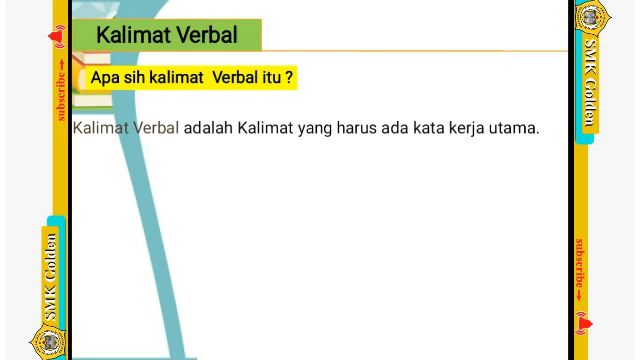 Kalimat Verbal
Apa sih kalimat Verbal itu ?
Kalimat Verbal adalah Kalimat yang harus ada kata kerja utama.
subscribe
SMK Golden
SMK Golden
subscribe